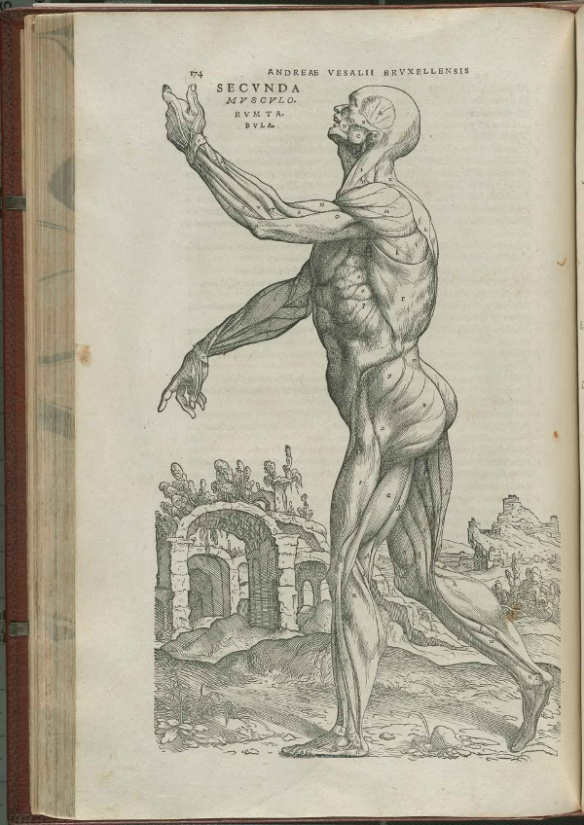 174
ANDREAE VESALII BRVXELLENSIS
SECVNDA
MVSCVLO-
RVM TA-
BVLA.